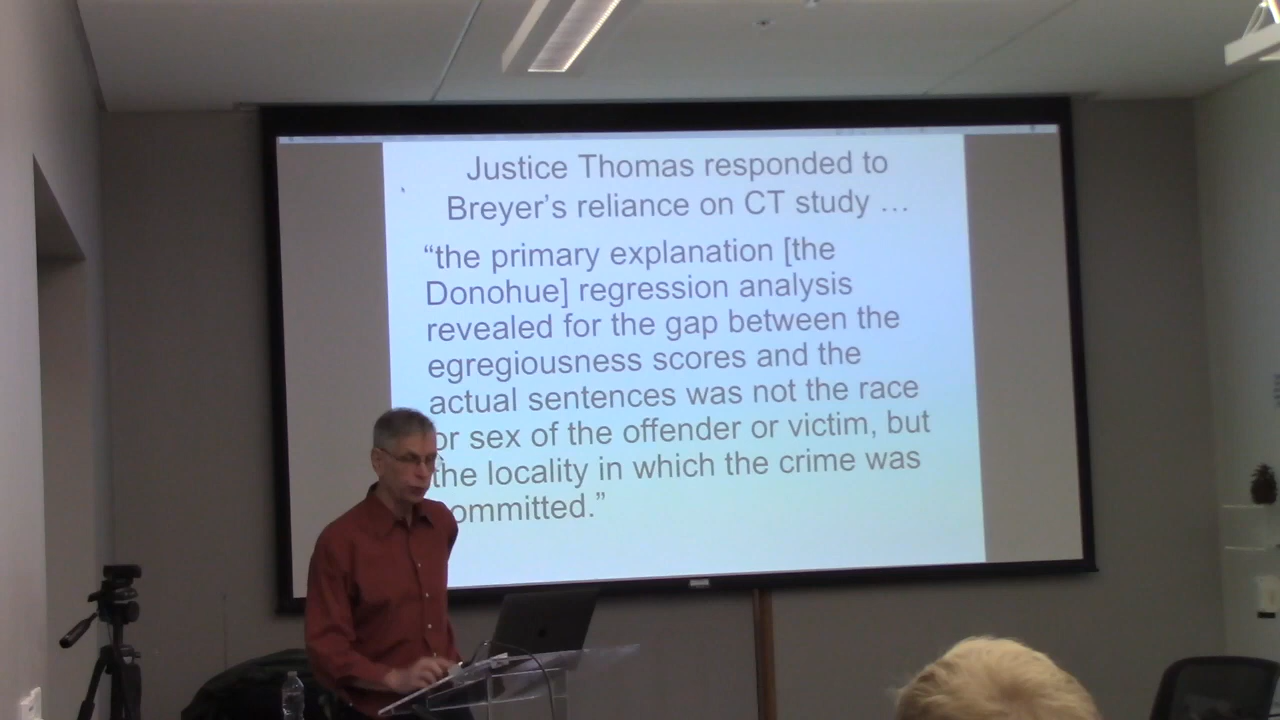 Justice Thomas responded to
Breyer's reliance on CT study …
“the primary explanation [the
Donohue] regression analysis
revealed for the gap between the
egregiousness scores and the
actual sentences was not the race
or sex of the offender or victim, but
the locality in which the crime was
ommitted.”